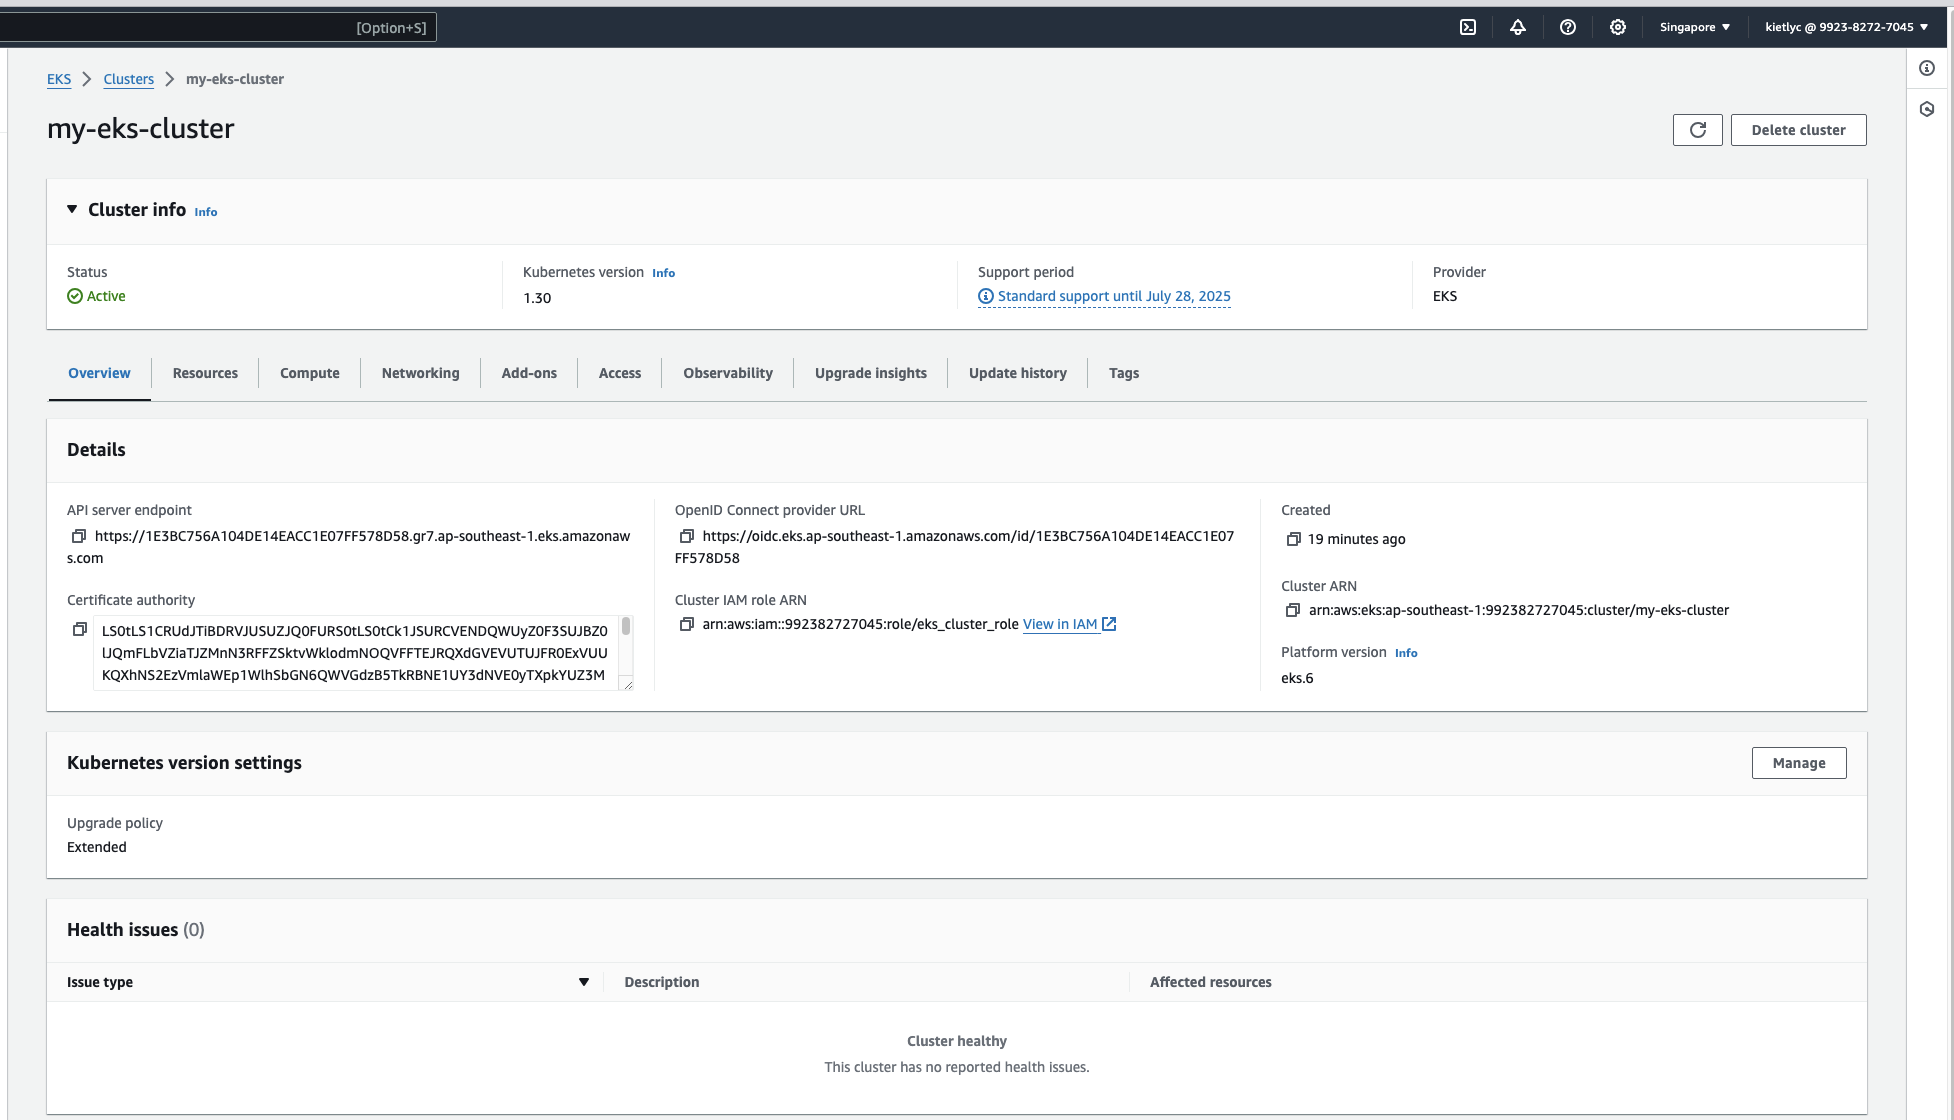 [Option+S]
Singapore
kietlyc @ 9923-8272-7045
EKS
Clusters
my-eks-cluster
my-eks-cluster
Delete cluster
Cluster info Info
Status
Active
Kubernetes version Info
1.30
Support period
Standard support until July 28, 2025
Provider
EKS
Overview
Resources
Compute
Networking
Add-ons
Access
Observability
Upgrade insights
Update history
Tags
Details
API server endpoint
https://1E3BC756A104DE14EACC1E07FF578D58.gr7.ap-southeast-1.eks.amazonaw
s.com
Certificate authority
LS0tLS1CRUdJTiBDRVJUSUZJQ0FURS0tLS0tCk1JSURCVENDQWUyZ0F3SUJBZ0
lJQmFLbVZiaTJZMnN3RFFZSktvWklodmNOQVFFTEJRQXdGVEVUTUJFR0ExVUU
KQXhNS2EzVmlaWEp1WlhSbGN6QWVGdzB5TkRBNE1UY3dNVE0yTXpkYUZ3M
OpenID Connect provider URL
https://oidc.eks.ap-southeast-1.amazonaws.com/id/1E3BC756A104DE14EACC1E07
FF578D58
Cluster IAM role ARN
arn:aws:iam::992382727045:role/eks_cluster_role View in IAM
Created
19 minutes ago
Cluster ARN
arn:aws:eks:ap-southeast-1:992382727045:cluster/my-eks-cluster
Platform version Info
eks.6
Kubernetes version settings
Manage
Upgrade policy
Extended
Health issues (0)
Issue type
Description
Affected resources
Cluster healthy
This cluster has no reported health issues.